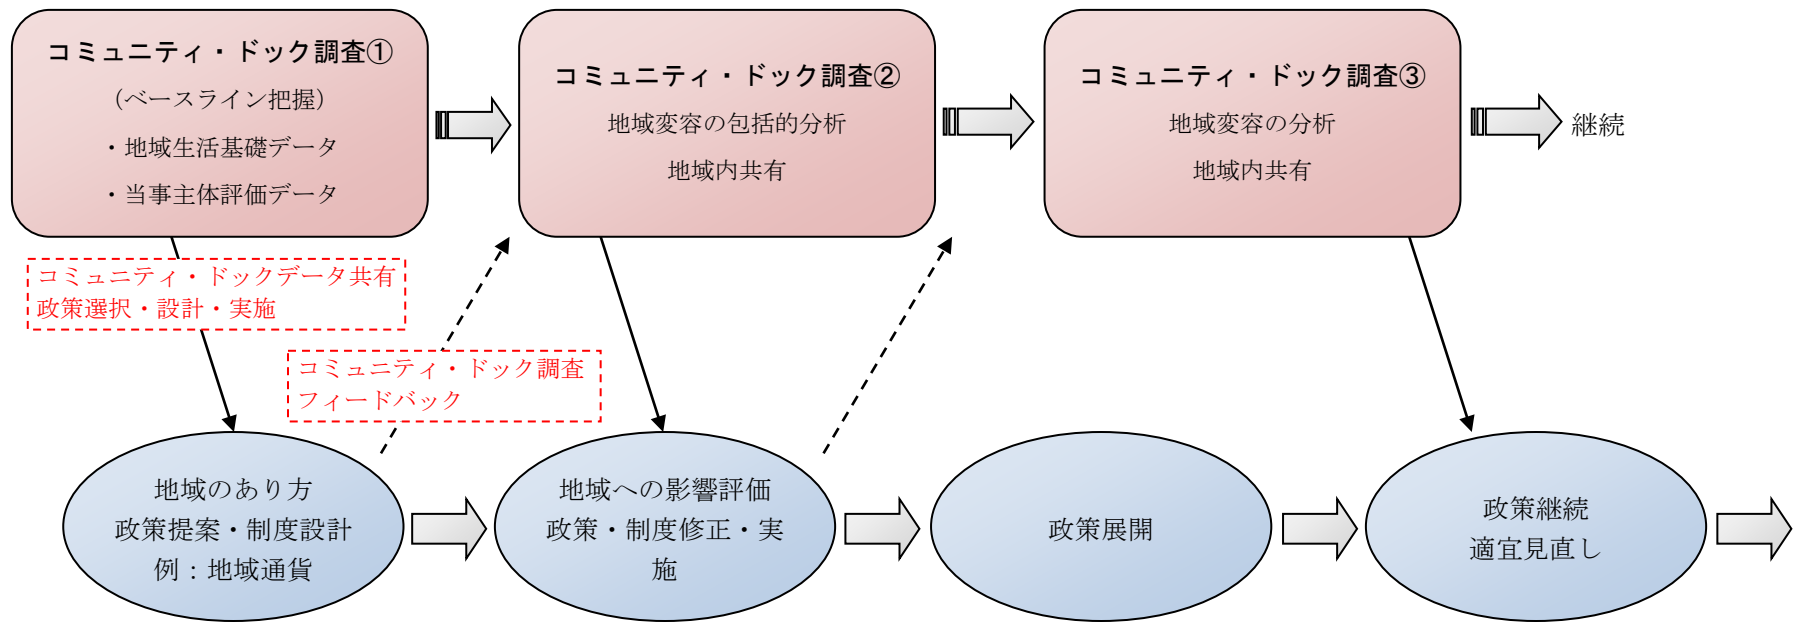 コミュニティ・ドック調査①
（ベースライン把握）
・地域生活基礎データ
・当事主体評価データ
コミュニティ・ドック調査②
地域変容の包括的分析
地域内共有
コミュニティ・ドック調査③
地域変容の分析
地域内共有
継続
コミュニティ・ドックデータ共有
政策選択・設計・実施
コミュニティ・ドック調査
フィードバック
地域のあり方
政策提案・制度設計
例：地域通貨
地域への影響評価
政策・制度修正・実
施
政策展開
政策継続
適宜見直し